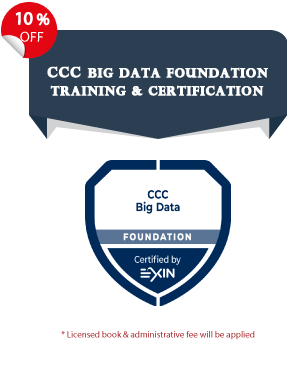 10 %
OFF
CCC BIG DATA FOUNDATION
TRAINING & CERTIFICATION
CCC
Big Data
FOUNDATION
Certified by
EXIN
* Licensed book & administrative fee will be applied